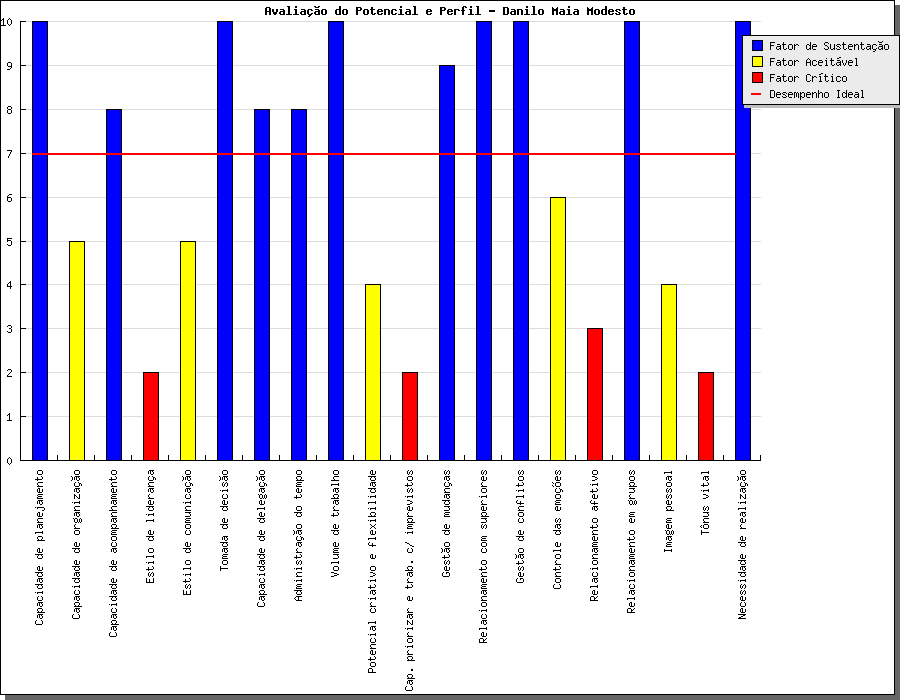 Avaliação do Potencial e Perfil - Danilo Maia Modesto
Fator de Sustentação
Fator Aceitável
Fator Crítico
Desempenho Ideal
10
9
8
7
6
5
4
3
2
1
0
Capacidade de planejamento
Capacidade de organização
Capacidade de acompanhamento
Estilo de liderança
Estilo de comunicação
Tomada de decisão
Capacidade de delegação
Administração do tempo
Volume de trabalho
Potencial criativo e flexibilidade
Cap. priorizar e trab. c/ imprevistos
Gestão de mudanças
Relacionamento com superiores
Gestão de conflitos
Controle das emoções
Relacionamento afetivo
Relacionamento em grupos
Imagem pessoal
Tônus vital
Necessidade de realização